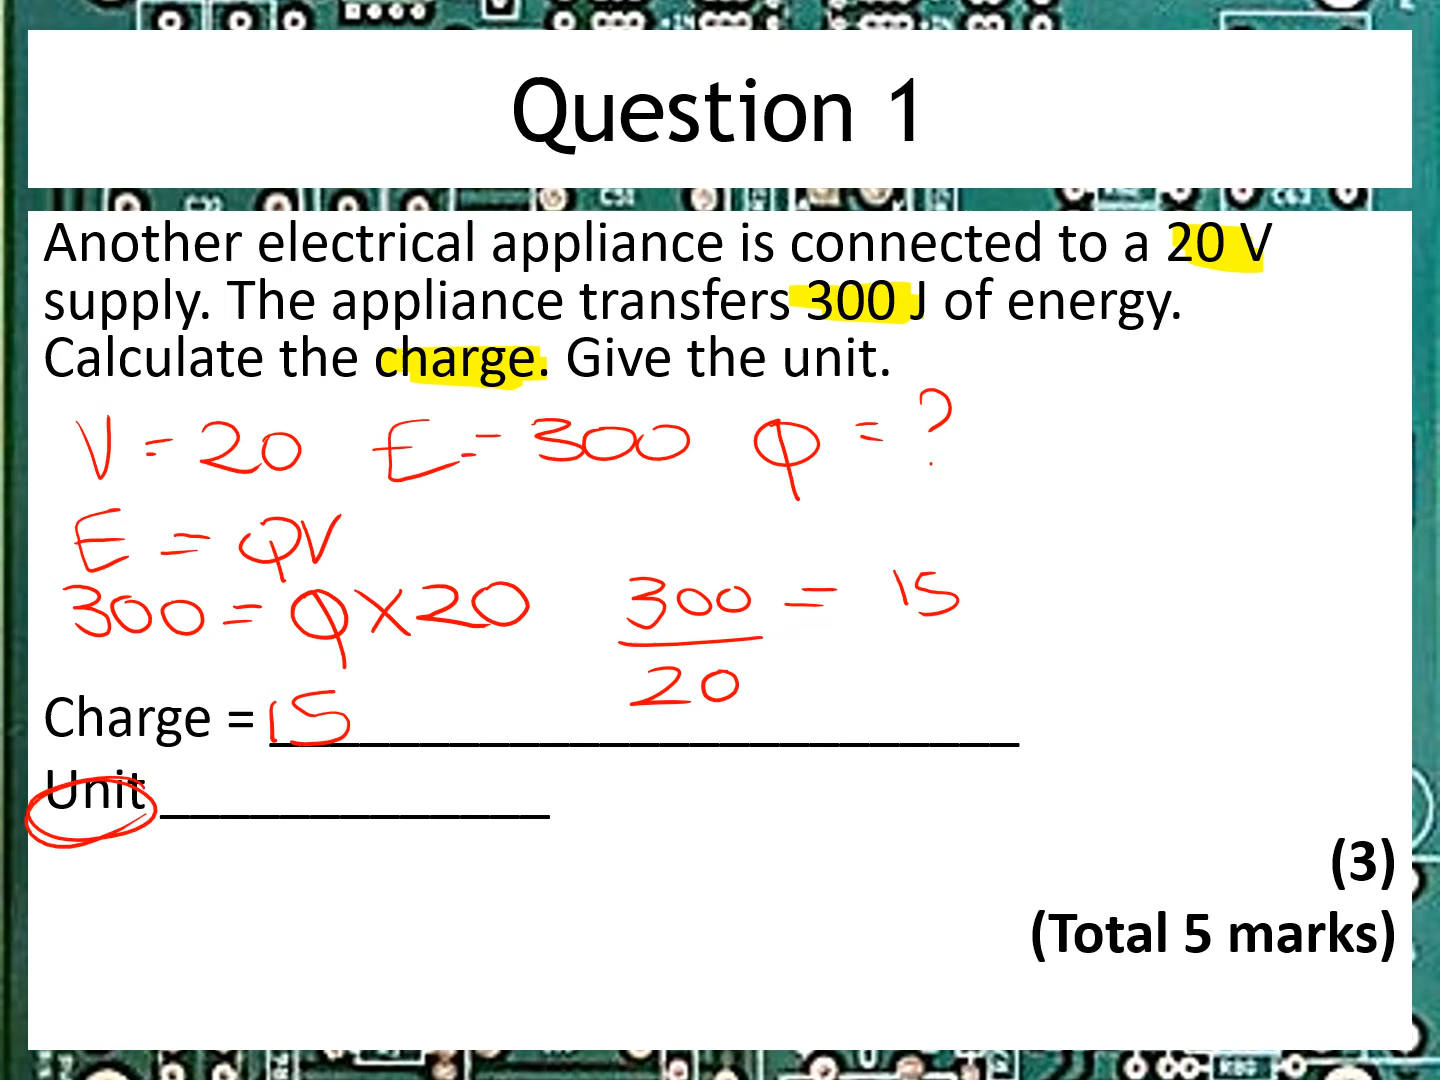 Question 1
Another electrical appliance is connected to a 20 V
supply. The appliance transfers 300 J of energy.
Calculate the charge. Give the unit.
V = 20 E = 300 Q = ?
E = QV
300 = Q × 20
300 = 15
20
Charge = 15
Unit
(3)
(Total 5 marks)